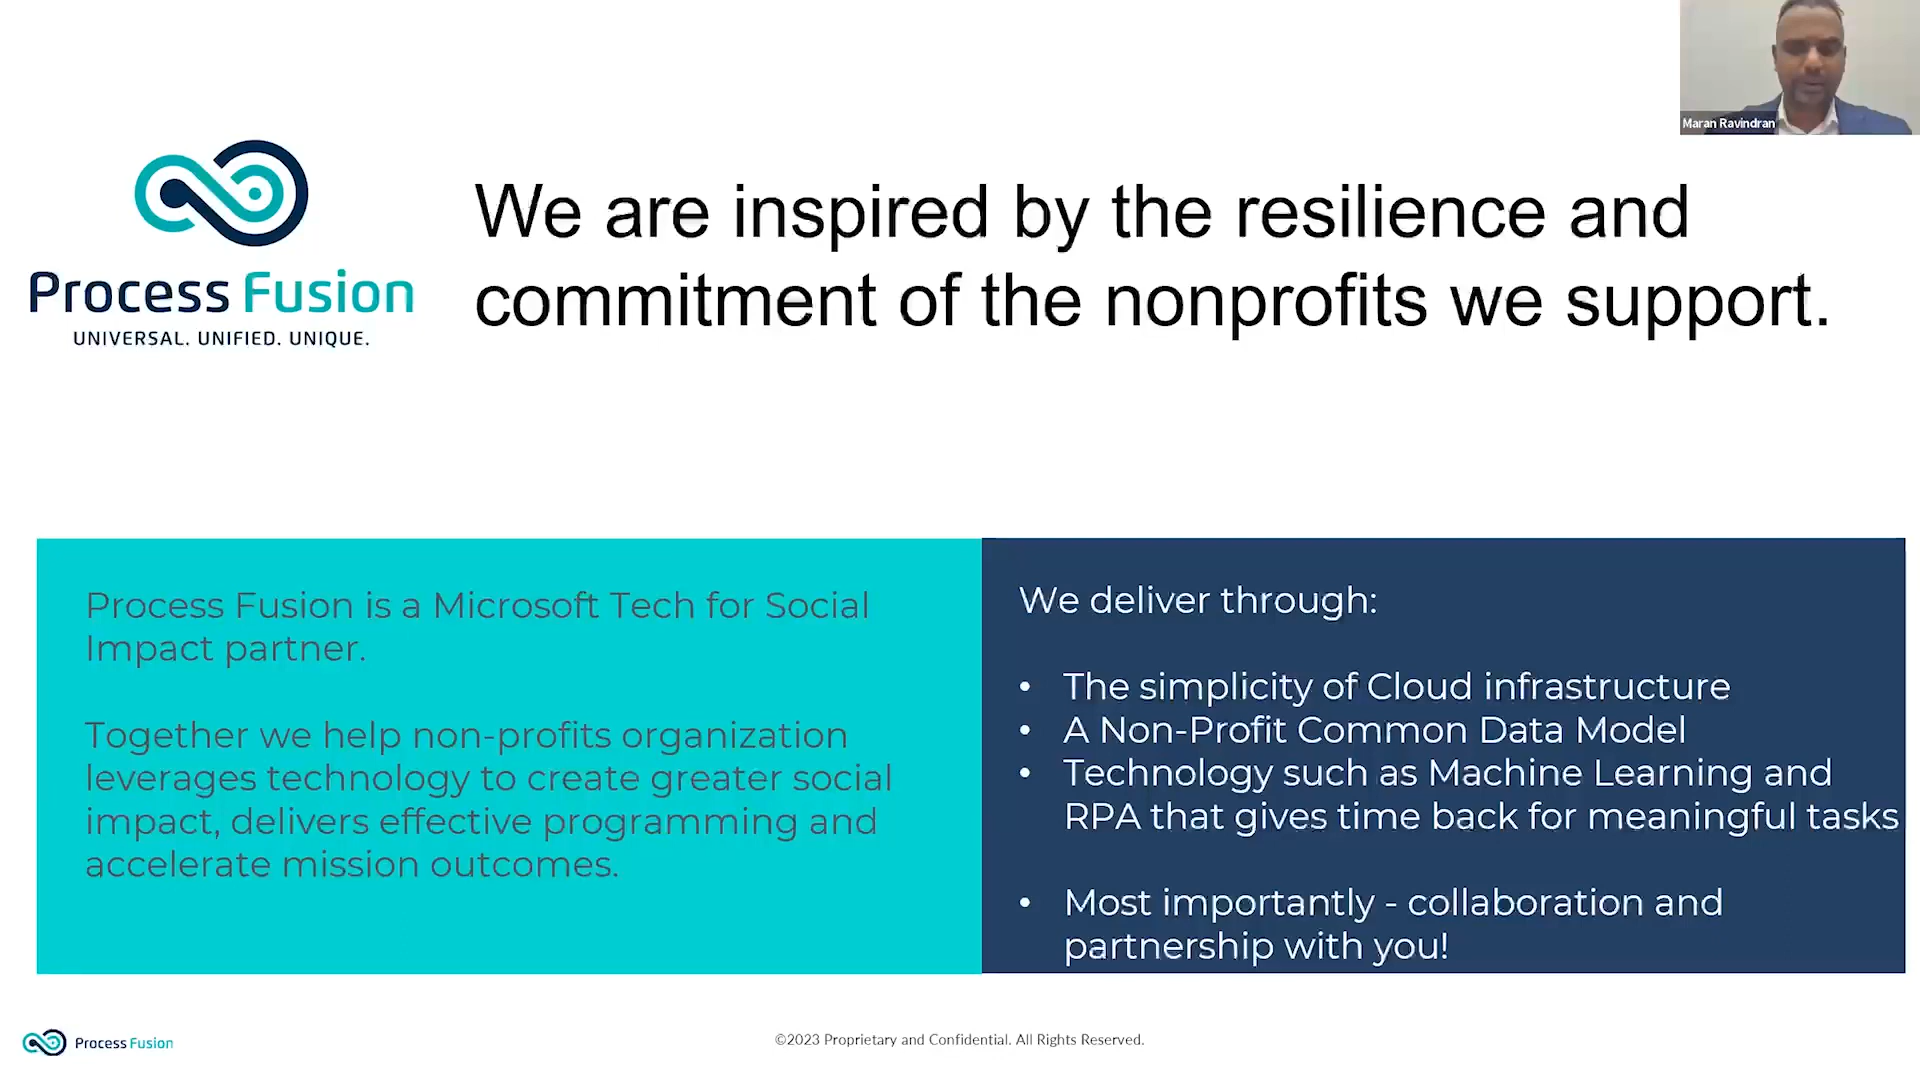 Maran Ravindran
Process Fusion
UNIVERSAL. UNIFIED. UNIQUE.
We are inspired by the resilience and
commitment of the nonprofits we support.
Process Fusion is a Microsoft Tech for Social
Impact partner.
Together we help non-profits organization
leverages technology to create greater social
impact, delivers effective programming and
accelerate mission outcomes.
We deliver through:
• The simplicity of Cloud infrastructure
• A Non-Profit Common Data Model
• Technology such as Machine Learning and
RPA that gives time back for meaningful tasks
• Most importantly - collaboration and
partnership with you!
Process Fusion
©2023 Proprietary and Confidential. All Rights Reserved.